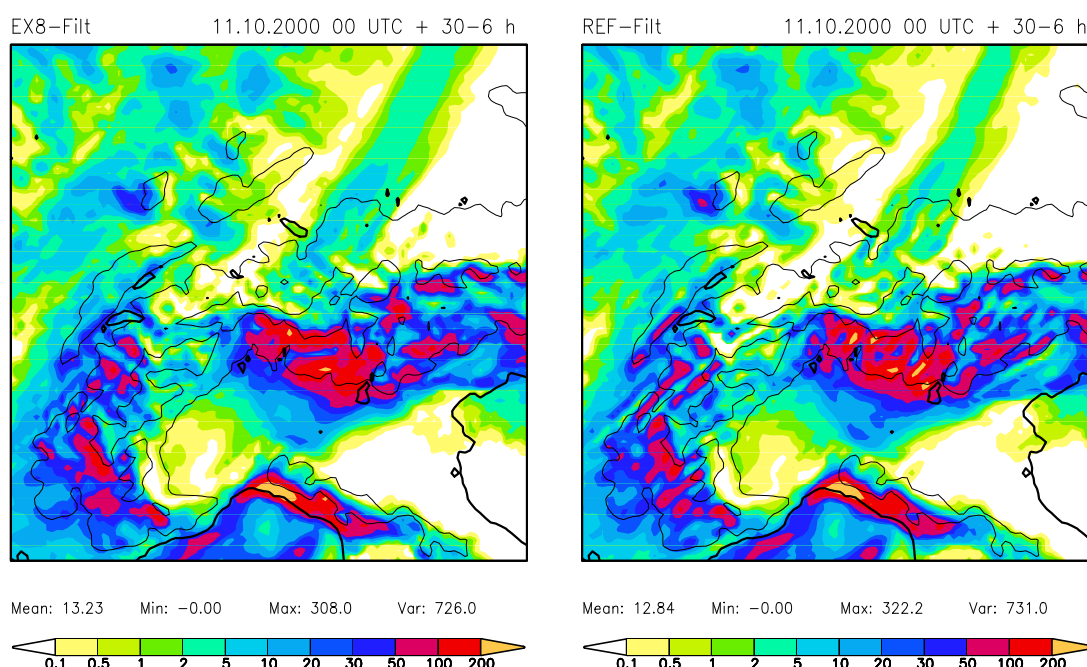 EX8-Filt 11.10.2000 00 UTC + 30-6 h
REF-Filt 11.10.2000 00 UTC + 30-6 h
Mean: 13.23 Min: -0.00 Max: 308.0 Var: 726.0
Mean: 12.84 Min: -0.00 Max: 322.2 Var: 731.0
0.1 0.5 1 2 5 10 20 30 50 100 200
0.1 0.5 1 2 5 10 20 30 50 100 200